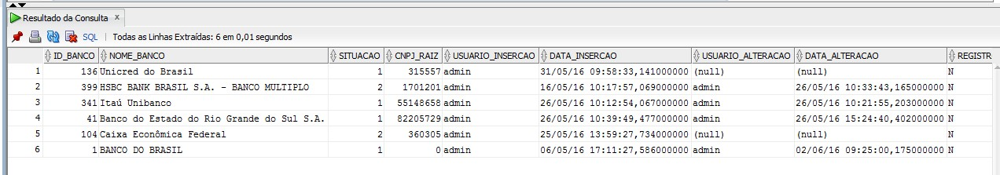 Resultado da Consulta x
SQL | Todas as Linhas Extraídas: 6 em 0,01 segundos
ID_BANCO NOME_BANCO SITUACAO CNPJ_RAIZ USUARIO_INSERCAO DATA_INSERCAO USUARIO_ALTERACAO DATA_ALTERACAO REGISTR
1 136 Unicred do Brasil 1 315557 admin 31/05/16 09:58:33,141000000 (null) (null) N
2 399 HSBC BANK BRASIL S.A. - BANCO MULTIPLO 2 1701201 admin 16/05/16 10:17:57,069000000 admin 26/05/16 10:33:43,165000000 N
3 341 Itaú Unibanco 1 55148658 admin 26/05/16 10:12:54,067000000 admin 26/05/16 10:21:55,203000000 N
4 41 Banco do Estado do Rio Grande do Sul S.A. 1 82205729 admin 26/05/16 10:39:49,477000000 admin 26/05/16 15:24:40,402000000 N
5 104 Caixa Econômica Federal 2 360305 admin 25/05/16 13:59:27,734000000 (null) (null) N
6 1 BANCO DO BRASIL 1 0 admin 06/05/16 17:11:27,586000000 admin 02/06/16 09:25:00,175000000 N